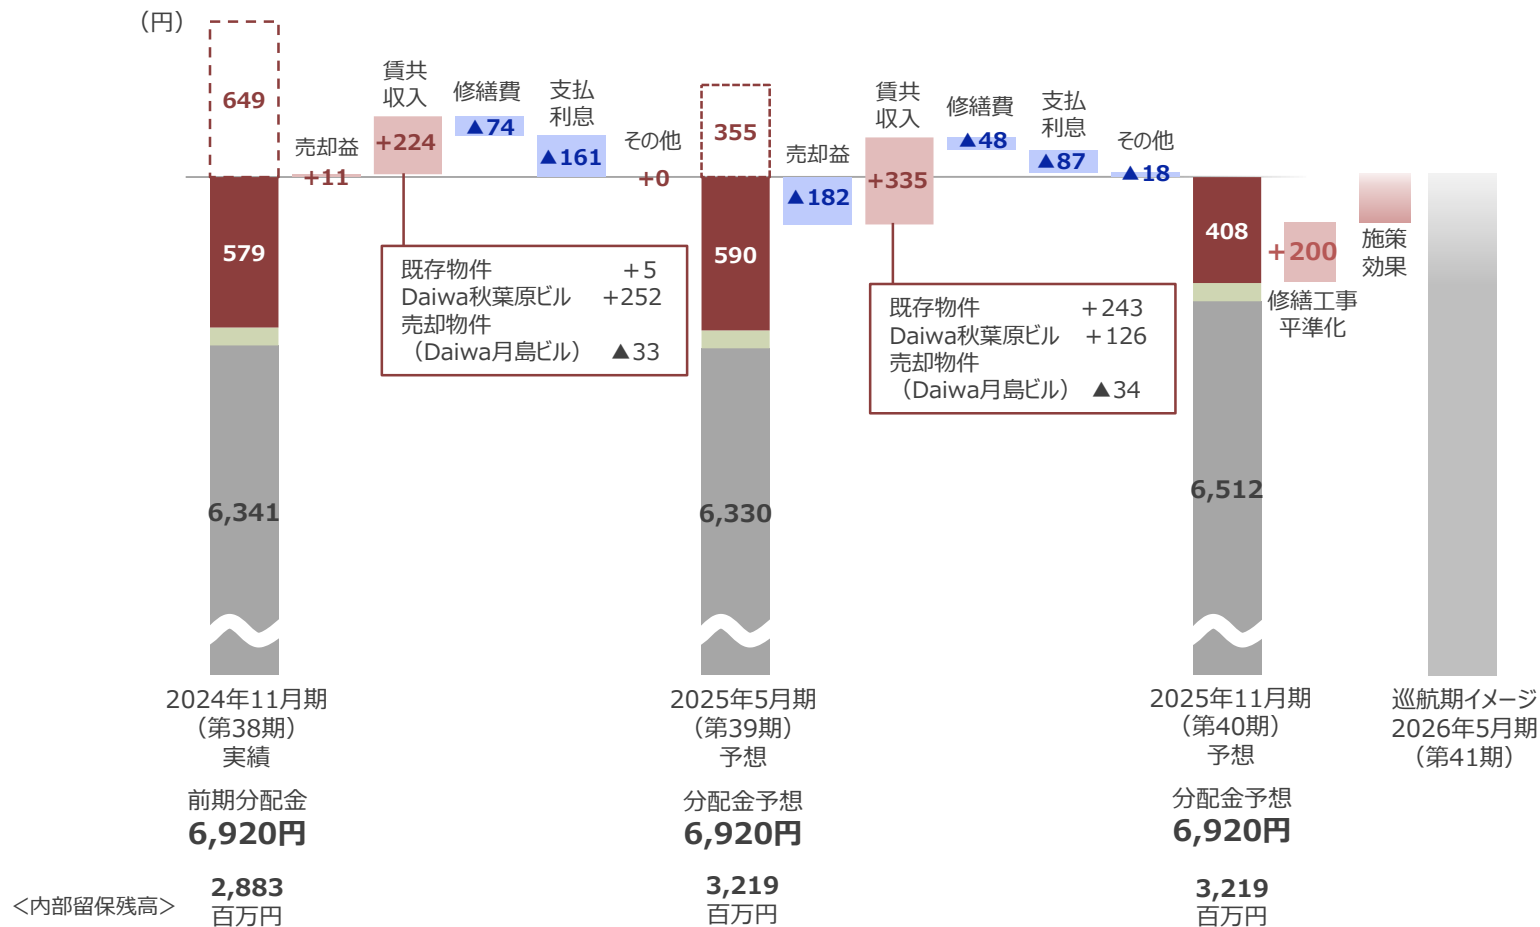 （円）
649
579
6,341
売却益
+11
賃共
収入
+224
修繕費
▲74
支払
利息
▲161
その他
+0
既存物件 +5
Daiwa秋葉原ビル +252
売却物件
（Daiwa月島ビル） ▲33
355
590
6,330
売却益
▲182
賃共
収入
+335
修繕費
▲48
支払
利息
▲87
その他
▲18
既存物件 +243
Daiwa秋葉原ビル +126
売却物件
（Daiwa月島ビル） ▲34
408
6,512
+200
修繕工事
平準化
施策
効果
2024年11月期
（第38期）
実績
前期分配金
6,920円
2025年5月期
（第39期）
予想
分配金予想
6,920円
2025年11月期
（第40期）
予想
分配金予想
6,920円
巡航期イメージ
2026年5月期
（第41期）
＜内部留保残高＞
2,883
百万円
3,219
百万円
3,219
百万円